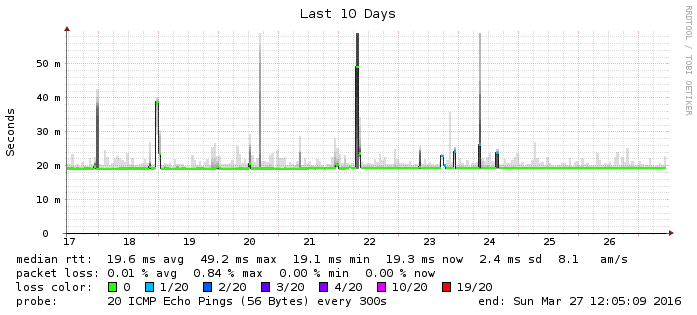 Last 10 Days
RRDTOOL / TOBI OETIKER
Seconds
50 m
40 m
30 m
20 m
10 m
0
17 18 19 20 21 22 23 24 25 26
median rtt: 19.6 ms avg 49.2 ms max 19.1 ms min 19.3 ms now 2.4 ms sd 8.1 am/s
packet loss: 0.01 % avg 0.84 % max 0.00 % min 0.00 % now
loss color: 0 1/20 2/20 3/20 4/20 10/20 19/20
probe: 20 ICMP Echo Pings (56 Bytes) every 300s end: Sun Mar 27 12:05:09 2016